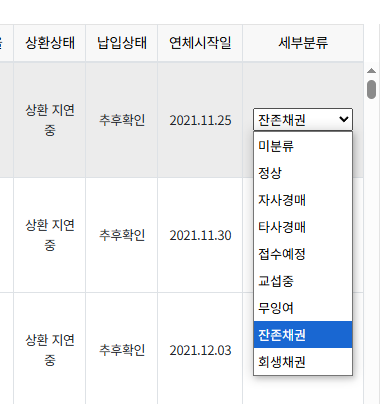 상환상태 납입상태 연체시작일 세부분류
상환 지연
중
추후확인 2021.11.25 잔존채권
미분류
정상
자사경매
타사경매
접수예정
교섭중
무잉여
잔존채권
회생채권
상환 지연
중
추후확인 2021.11.30
상환 지연
중
추후확인 2021.12.03